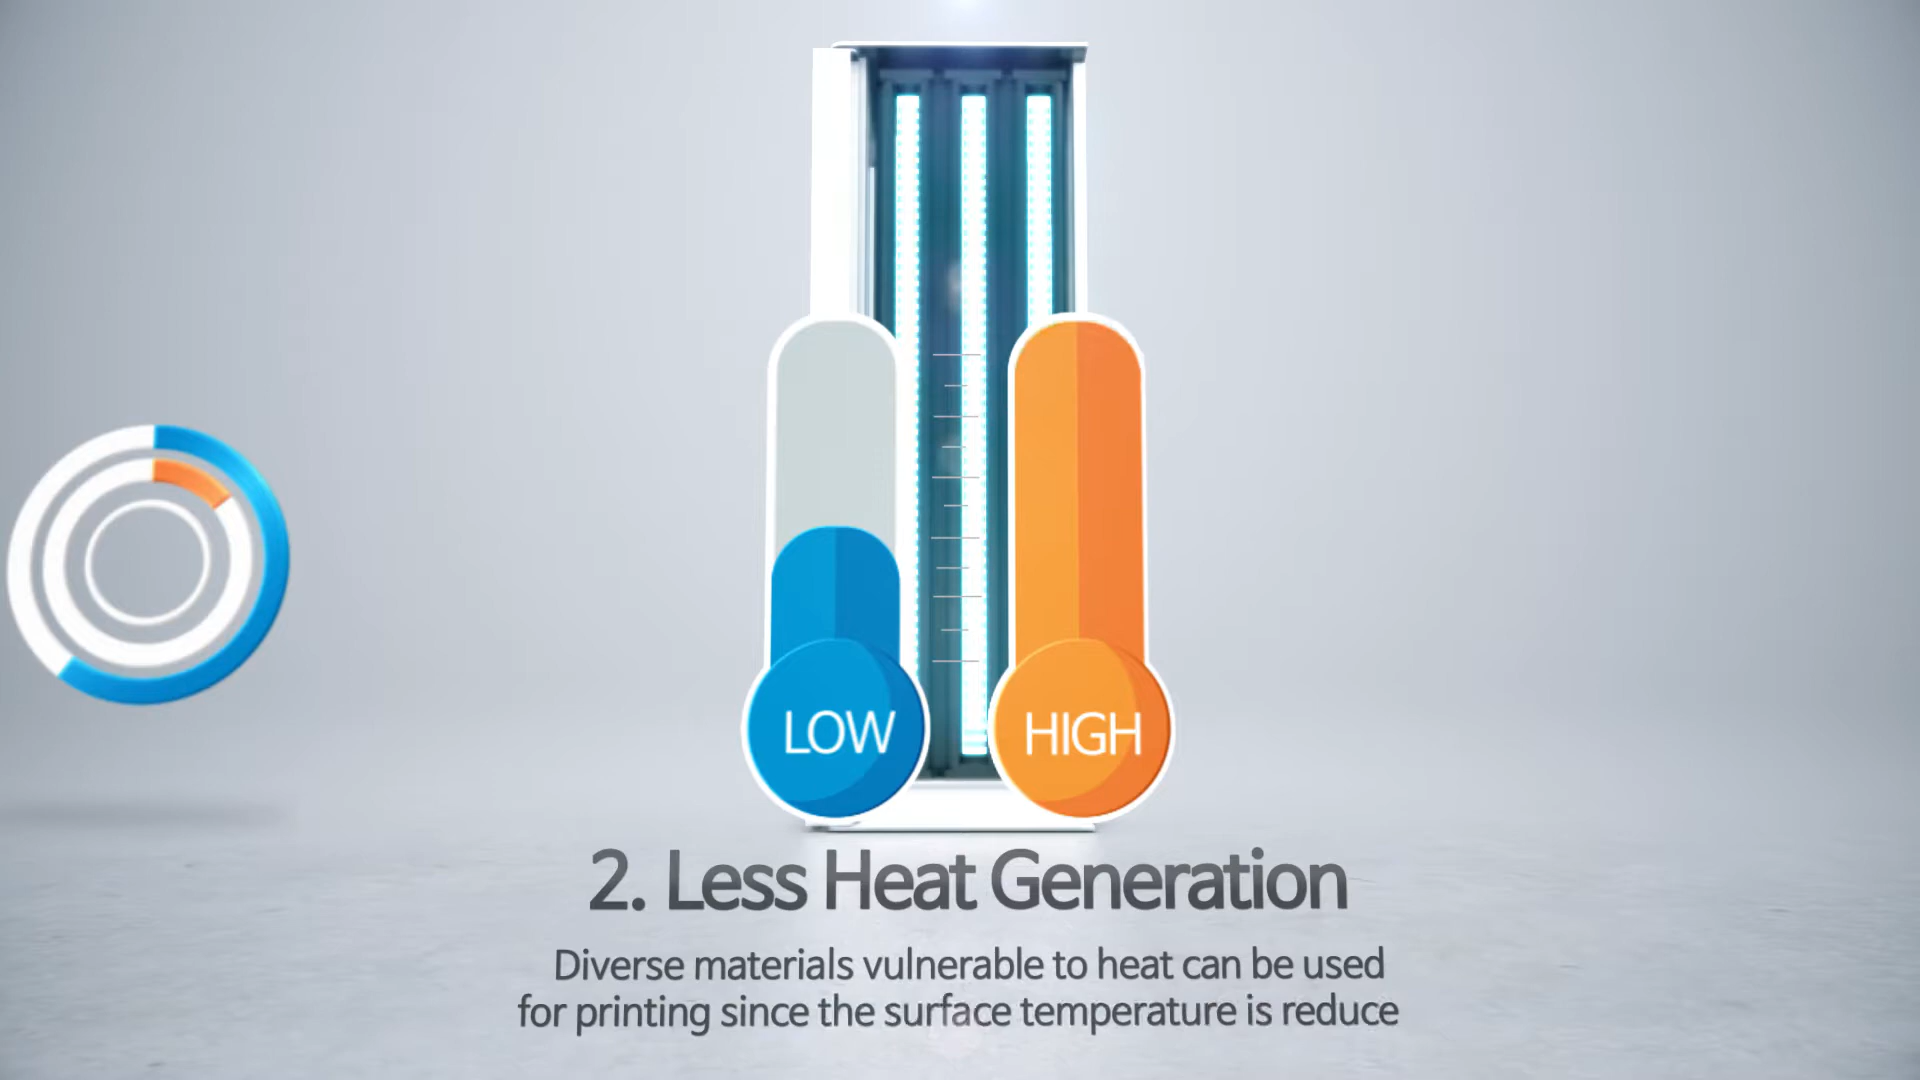 LOW
HIGH
2. Less Heat Generation
Diverse materials vulnerable to heat can be used
for printing since the surface temperature is reduce